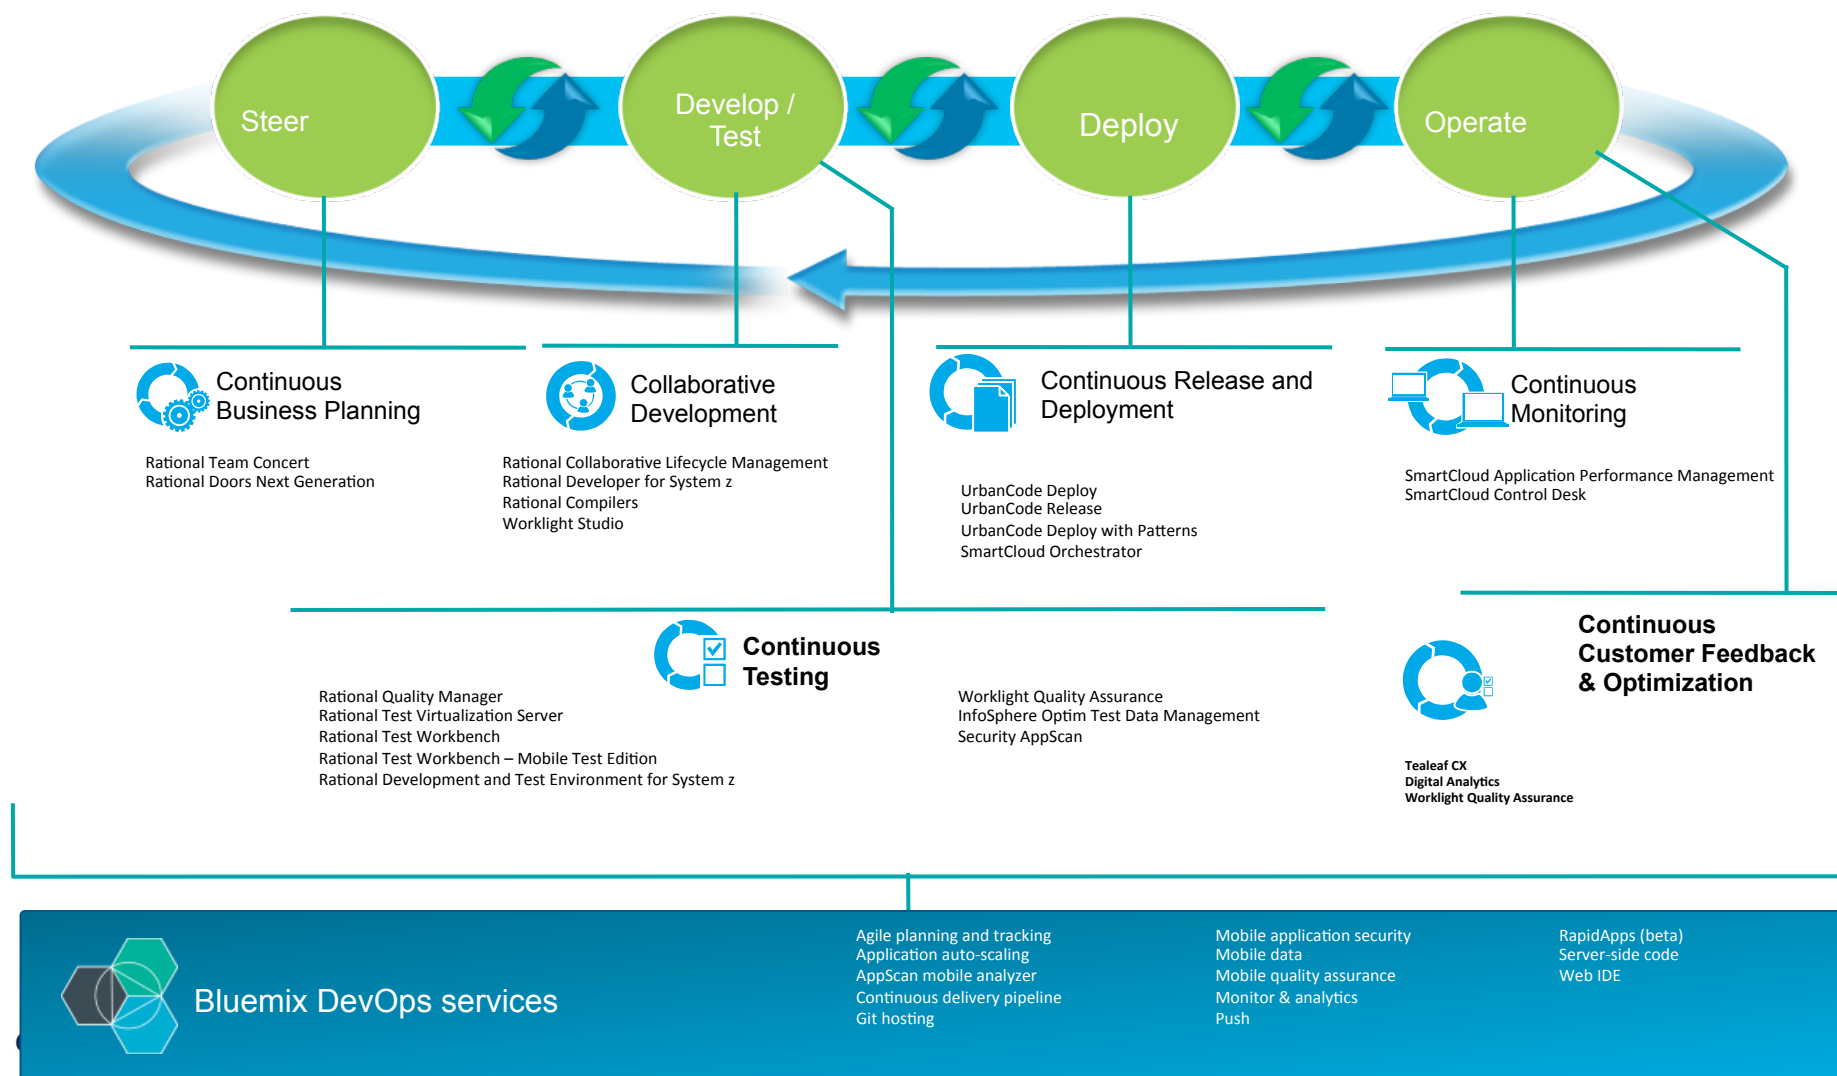 Steer
Develop /
Test
Deploy
Operate
Continuous
Business Planning
Rational Team Concert
Rational Doors Next Generation
Collaborative
Development
Rational Collaborative Lifecycle Management
Rational Developer for System z
Rational Compilers
Worklight Studio
Continuous Release and
Deployment
UrbanCode Deploy
UrbanCode Release
UrbanCode Deploy with Patterns
SmartCloud Orchestrator
Continuous
Monitoring
SmartCloud Application Performance Management
SmartCloud Control Desk
Continuous
Testing
Rational Quality Manager
Rational Test Virtualization Server
Rational Test Workbench
Rational Test Workbench – Mobile Test Edition
Rational Development and Test Environment for System z
Worklight Quality Assurance
InfoSphere Optim Test Data Management
Security AppScan
Continuous
Customer Feedback
& Optimization
Tealeaf CX
Digital Analytics
Worklight Quality Assurance
Bluemix DevOps services
Agile planning and tracking
Application auto-scaling
AppScan mobile analyzer
Continuous delivery pipeline
Git hosting
Mobile application security
Mobile data
Mobile quality assurance
Monitor & analytics
Push
RapidApps (beta)
Server-side code
Web IDE